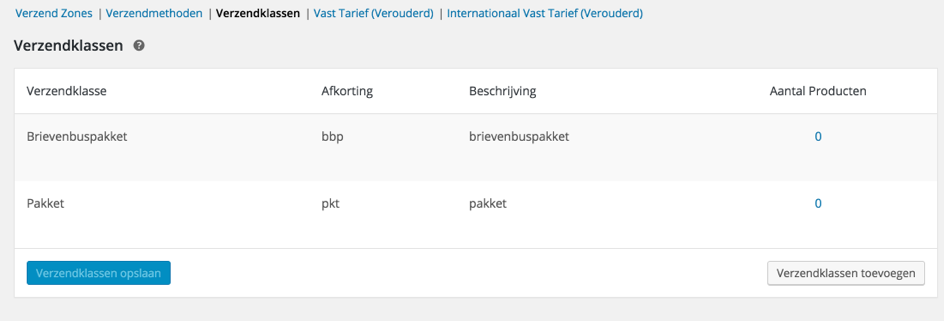 Verzend Zones | Verzendmethoden | Verzendklassen | Vast Tarief (Verouderd) | Internationaal Vast Tarief (Verouderd)
Verzendklassen ?
Verzendklasse Afkorting Beschrijving Aantal Producten
Brievenbuspakket bbp brievenbuspakket 0
Pakket pkt pakket 0
Verzendklassen opslaan Verzendklassen toevoegen